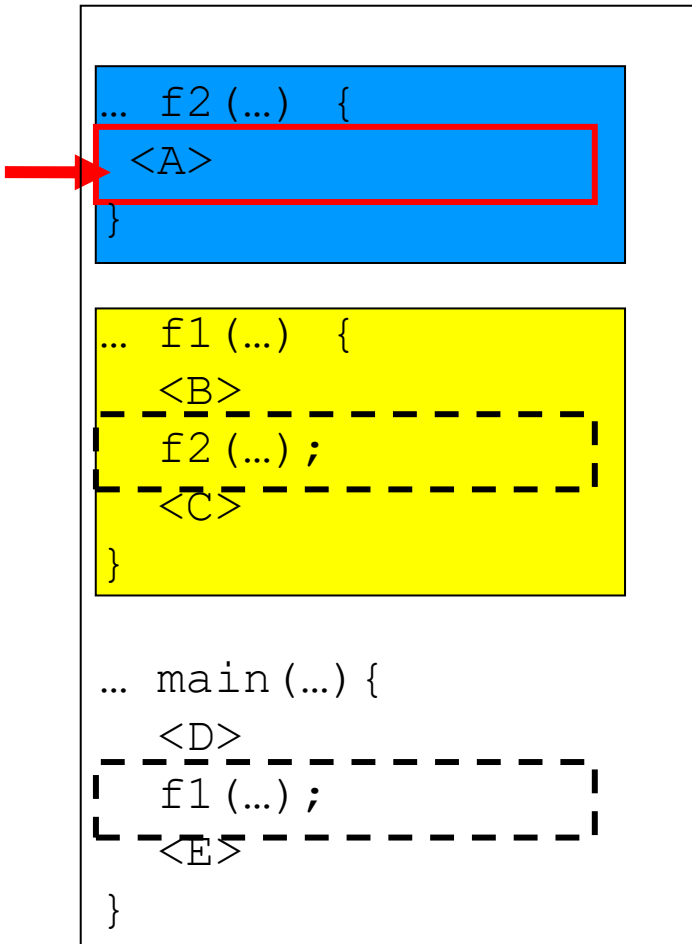 … f2(…) {
<A>
}
… f1(…) {
<B>
f2(…);
<C>
}
… main(…){
<D>
f1(…);
<E>
}